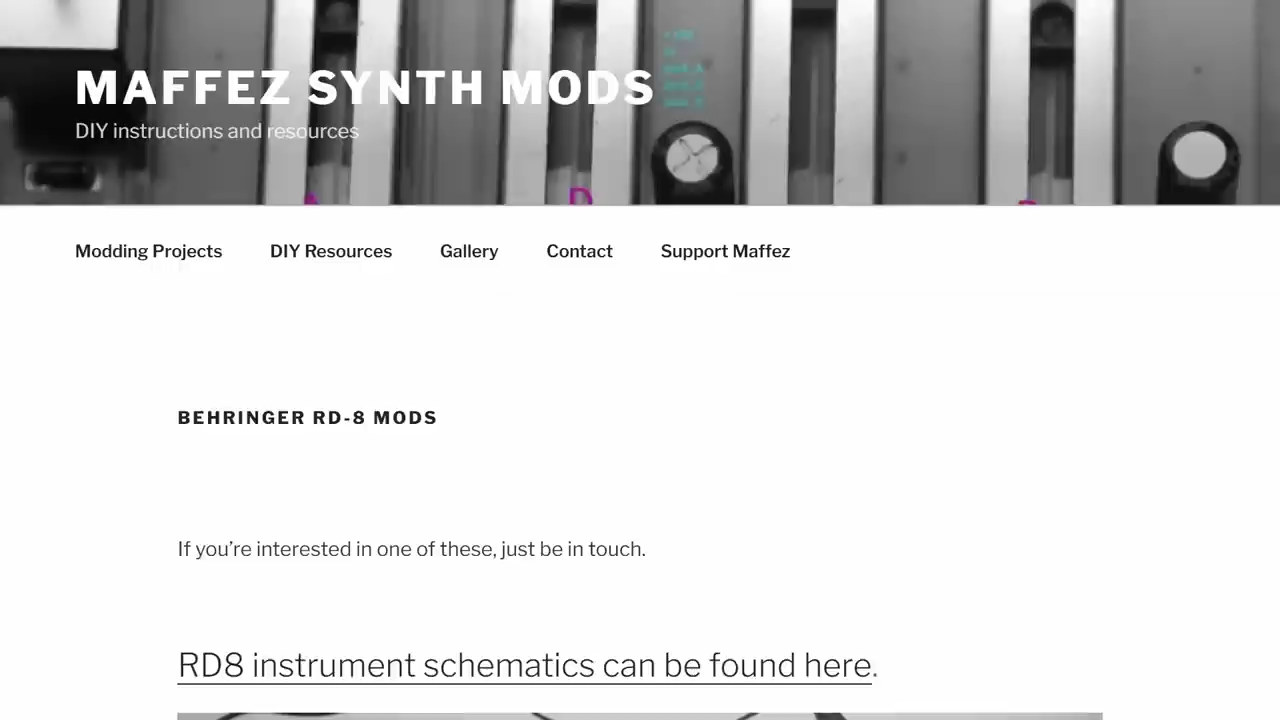 MAFFEZ SYNTH MODS
DIY instructions and resources
D
Modding Projects
DIY Resources
Gallery
Contact
Support Maffez
BEHRINGER RD-8 MODS
If you’re interested in one of these, just be in touch.
RD8 instrument schematics can be found here.